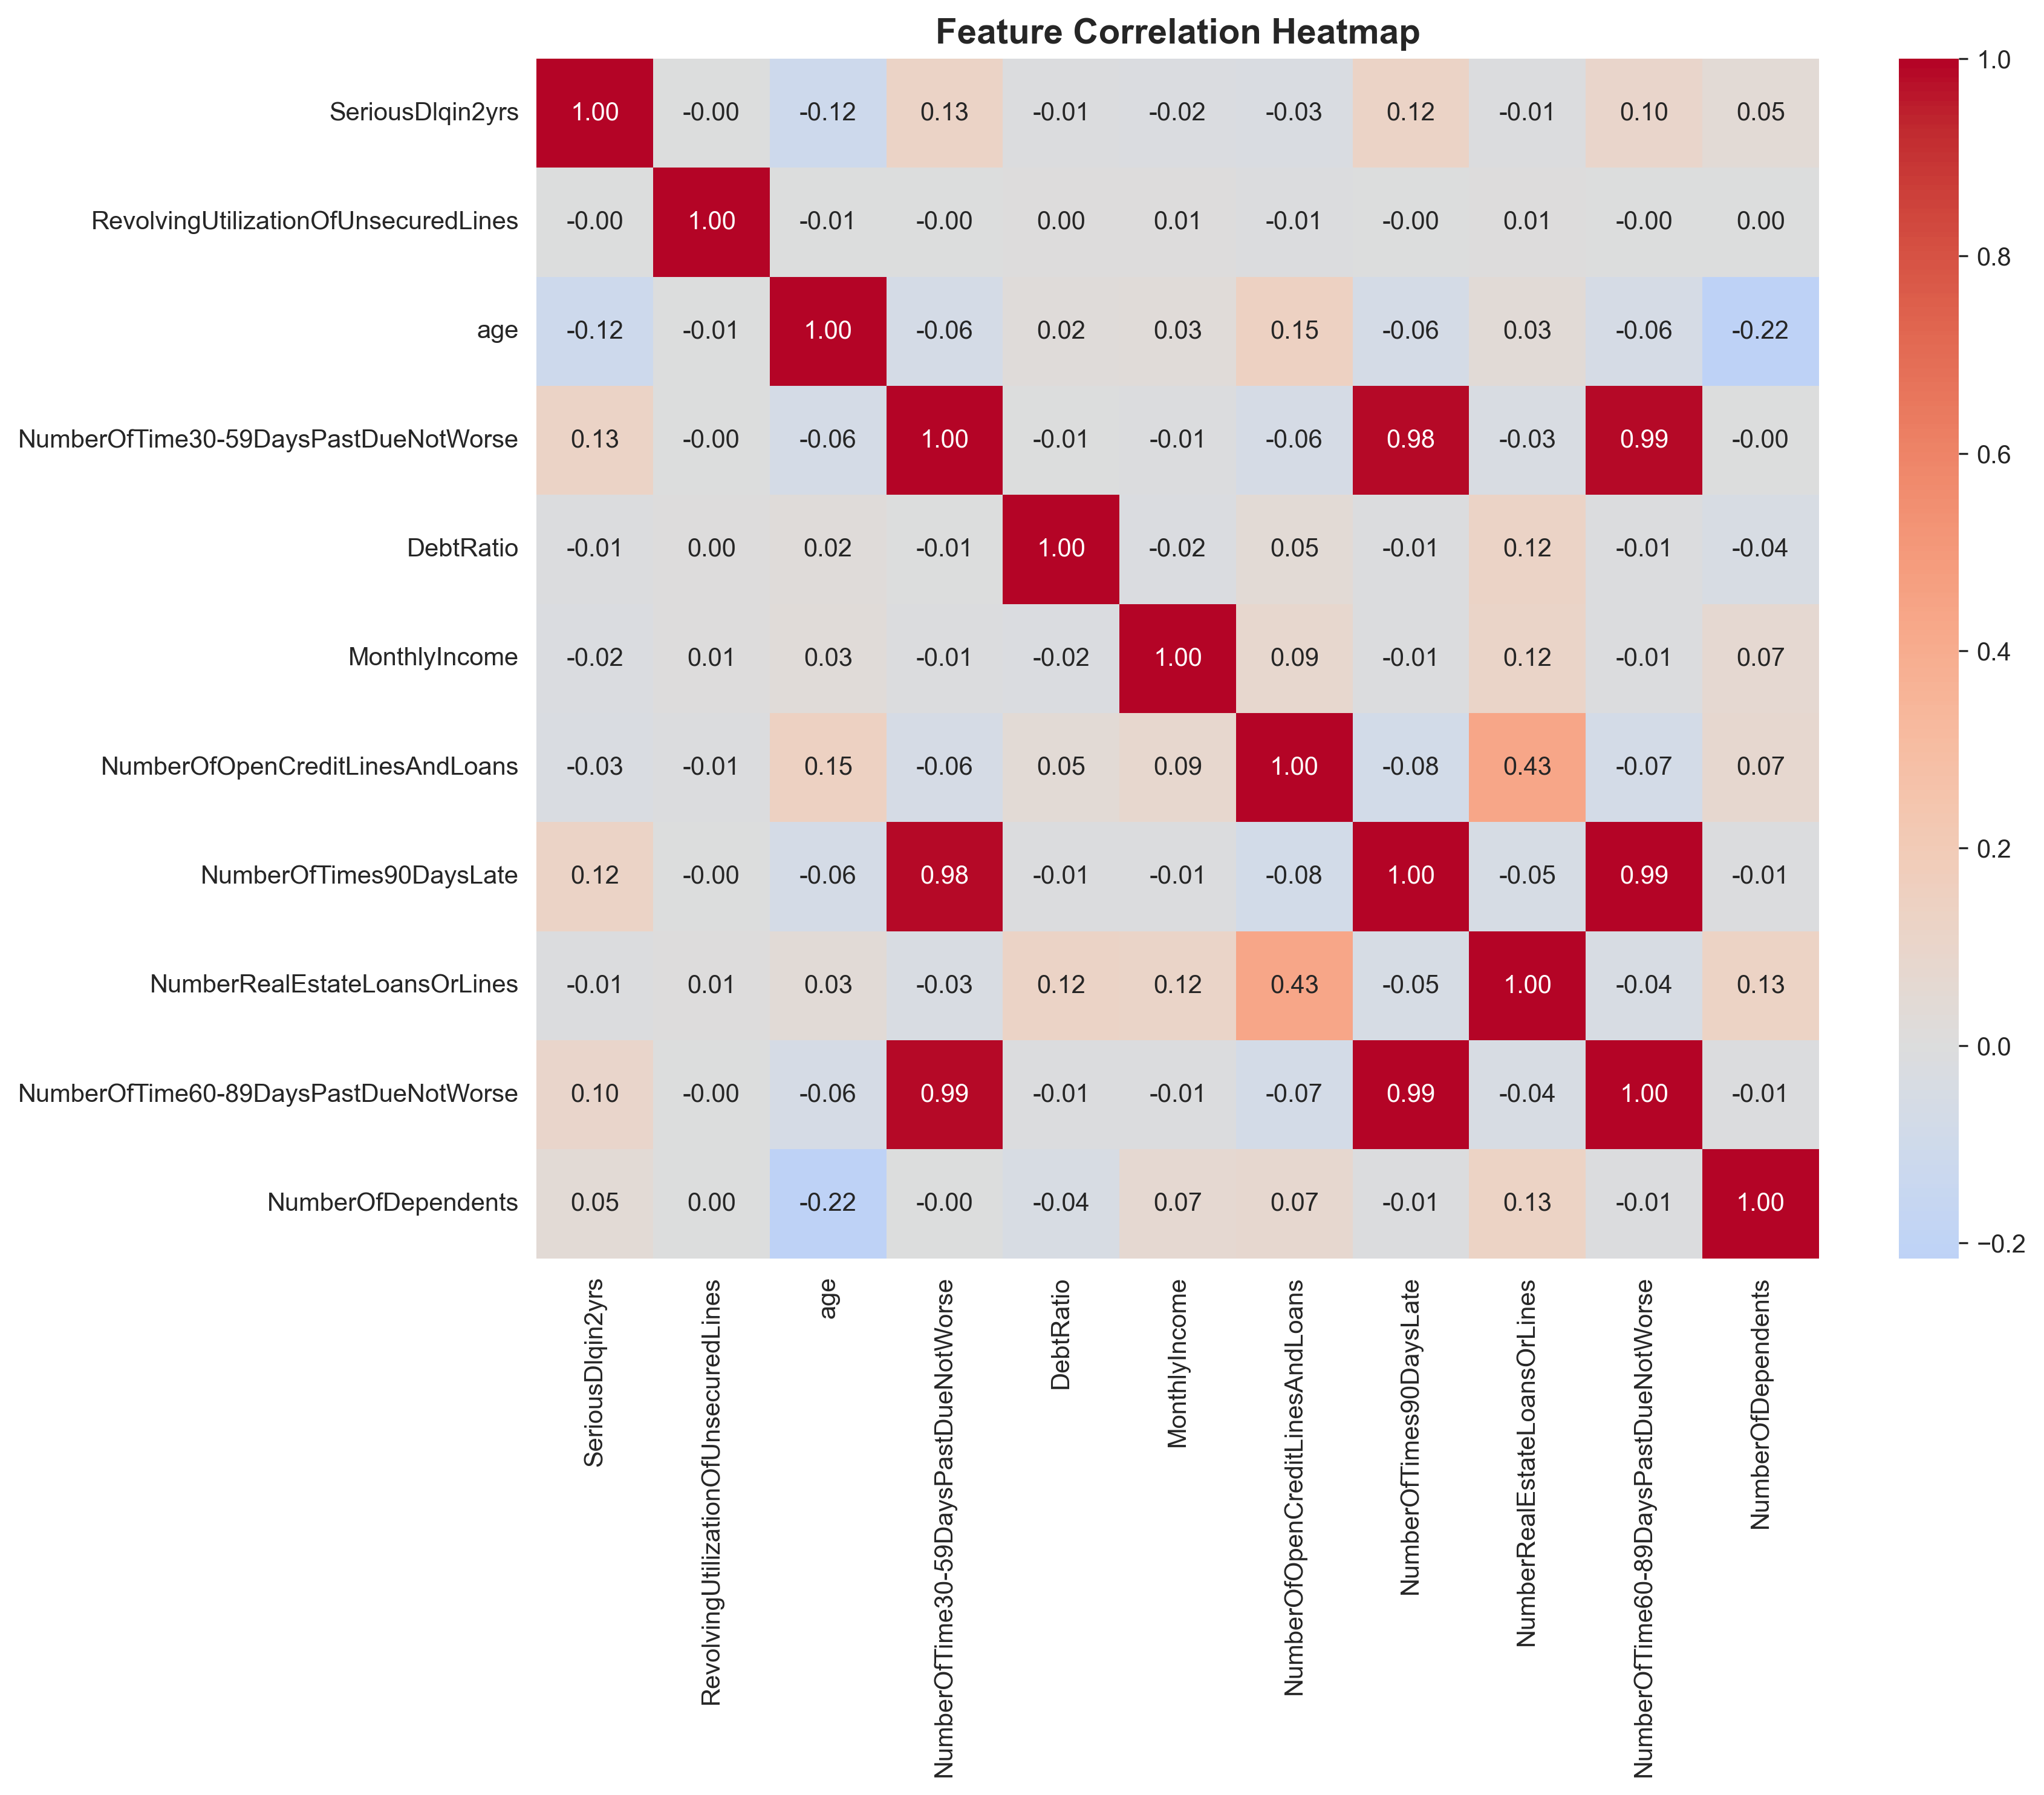 Feature Correlation Heatmap
SeriousDlqin2yrs 1.00 -0.00 -0.12 0.13 -0.01 -0.02 -0.03 0.12 -0.01 0.10 0.05
RevolvingUtilizationOfUnsecuredLines -0.00 1.00 -0.01 -0.00 0.00 0.01 -0.01 -0.00 0.01 -0.00 0.00
age -0.12 -0.01 1.00 -0.06 0.02 0.03 0.15 -0.06 0.03 -0.06 -0.22
NumberOfTime30-59DaysPastDueNotWorse 0.13 -0.00 -0.06 1.00 -0.01 -0.01 -0.06 0.98 -0.03 0.99 -0.00
DebtRatio -0.01 0.00 0.02 -0.01 1.00 -0.02 0.05 -0.01 0.12 -0.01 -0.04
MonthlyIncome -0.02 0.01 0.03 -0.01 -0.02 1.00 0.09 -0.01 0.12 -0.01 0.07
NumberOfOpenCreditLinesAndLoans -0.03 -0.01 0.15 -0.06 0.05 0.09 1.00 -0.08 0.43 -0.07 0.07
NumberOfTimes90DaysLate 0.12 -0.00 -0.06 0.98 -0.01 -0.01 -0.08 1.00 -0.05 0.99 -0.01
NumberRealEstateLoansOrLines -0.01 0.01 0.03 -0.03 0.12 0.12 0.43 -0.05 1.00 -0.04 0.13
NumberOfTime60-89DaysPastDueNotWorse 0.10 -0.00 -0.06 0.99 -0.01 -0.01 -0.07 0.99 -0.04 1.00 -0.01
NumberOfDependents 0.05 0.00 -0.22 -0.00 -0.04 0.07 0.07 -0.01 0.13 -0.01 1.00
SeriousDlqin2yrs
RevolvingUtilizationOfUnsecuredLines
age
NumberOfTime30-59DaysPastDueNotWorse
DebtRatio
MonthlyIncome
NumberOfOpenCreditLinesAndLoans
NumberOfTimes90DaysLate
NumberRealEstateLoansOrLines
NumberOfTime60-89DaysPastDueNotWorse
NumberOfDependents
1.0
0.8
0.6
0.4
0.2
0.0
−0.2